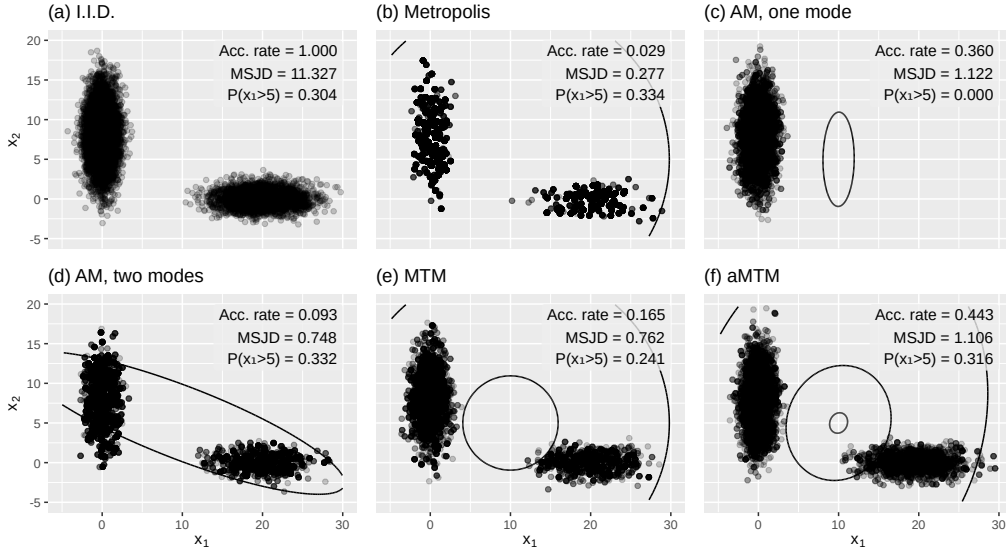 (a) I.I.D.
Acc. rate = 1.000
MSJD = 11.327
P(x₁>5) = 0.304
(b) Metropolis
Acc. rate = 0.029
MSJD = 0.277
P(x₁>5) = 0.334
(c) AM, one mode
Acc. rate = 0.360
MSJD = 1.122
P(x₁>5) = 0.000
20
15
10
5
0
-5
x₂
(d) AM, two modes
Acc. rate = 0.093
MSJD = 0.748
P(x₁>5) = 0.332
(e) MTM
Acc. rate = 0.165
MSJD = 0.762
P(x₁>5) = 0.241
(f) aMTM
Acc. rate = 0.443
MSJD = 1.106
P(x₁>5) = 0.316
20
15
10
5
0
-5
x₂
0 10 20 30
0 10 20 30
0 10 20 30
x₁
x₁
x₁